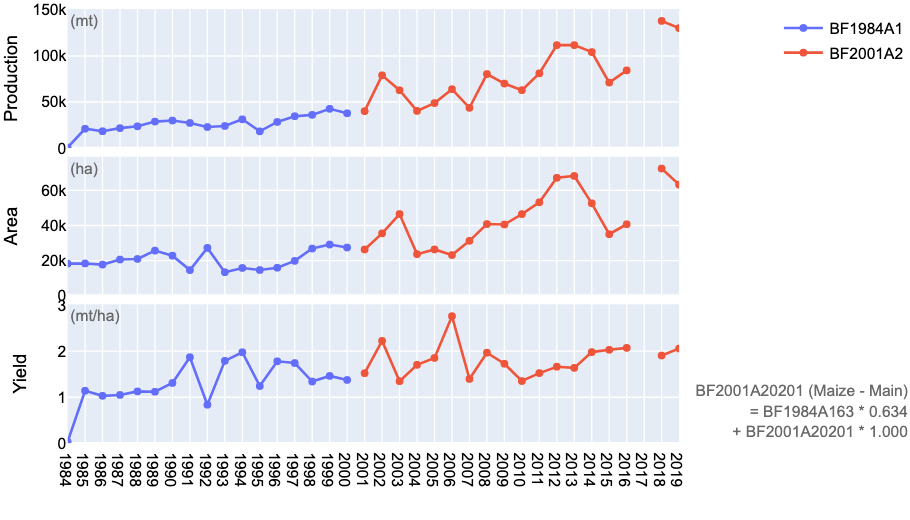 150k
(mt)
100k
50k
0
Production
BF1984A1
BF2001A2
(ha)
60k
40k
20k
0
Area
3
(mt/ha)
2
1
0
Yield
BF2001A20201 (Maize - Main)
= BF1984A163 * 0.634
+ BF2001A20201 * 1.000
1984
1985
1986
1987
1988
1989
1990
1991
1992
1993
1994
1995
1996
1997
1998
1999
2000
2001
2002
2003
2004
2005
2006
2007
2008
2009
2010
2011
2012
2013
2014
2015
2016
2017
2018
2019